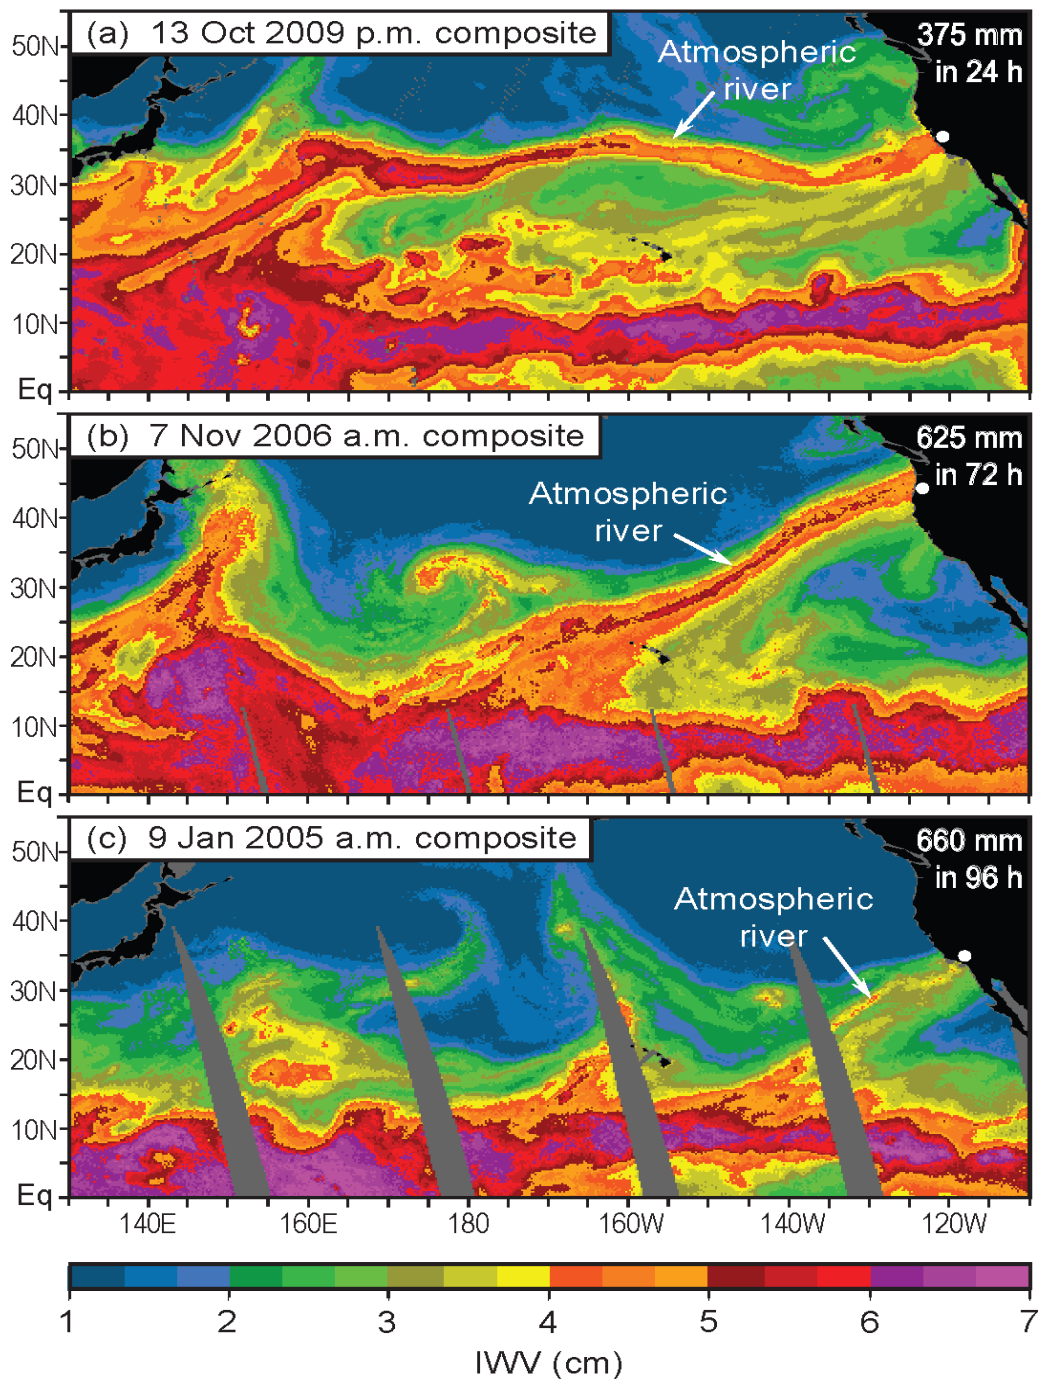 (a) 13 Oct 2009 p.m. composite
375 mm
in 24 h
Atmospheric
river
50N
40N
30N
20N
10N
Eq
(b) 7 Nov 2006 a.m. composite
625 mm
in 72 h
Atmospheric
river
50N
40N
30N
20N
10N
Eq
(c) 9 Jan 2005 a.m. composite
660 mm
in 96 h
Atmospheric
river
50N
40N
30N
20N
10N
Eq
140E 160E 180 160W 140W 120W
1 2 3 4 5 6 7
IWV (cm)